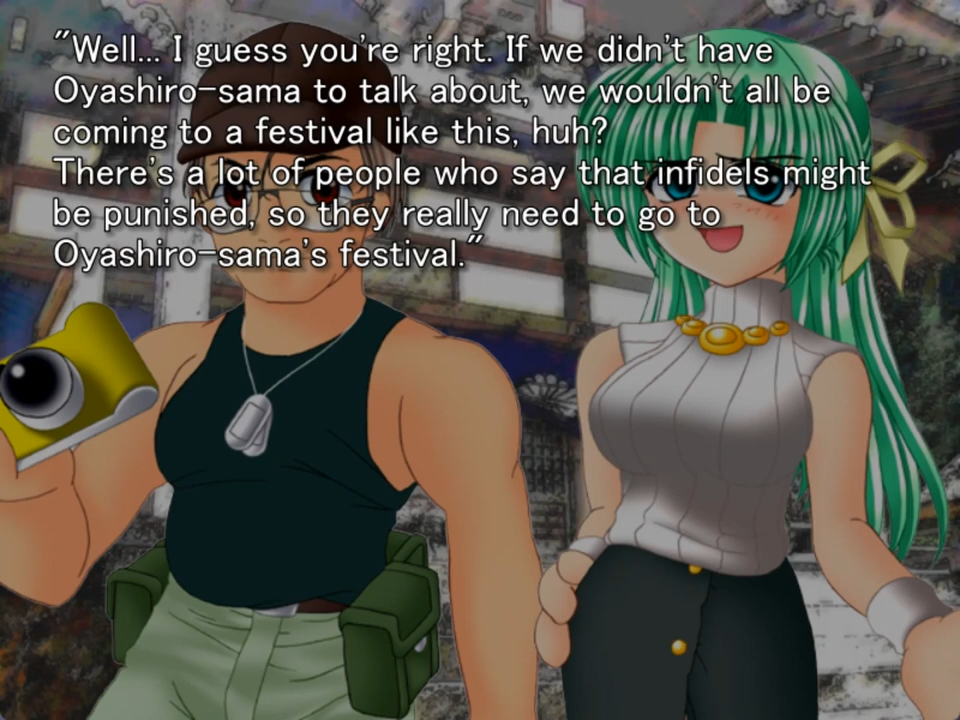 "Well... I guess you're right. If we didn't have
Oyashiro-sama to talk about, we wouldn't all be
coming to a festival like this, huh?
There's a lot of people who say that infidels might
be punished, so they really need to go to
Oyashiro-sama's festival."